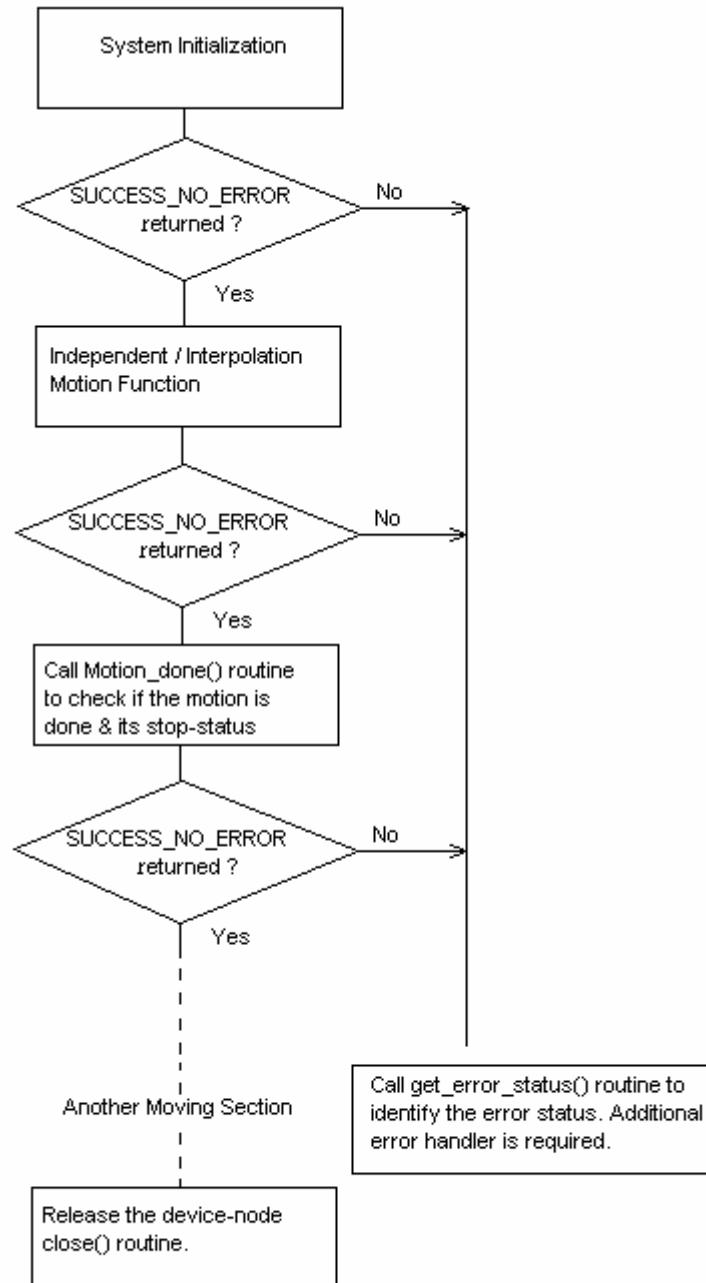 System Initialization
SUCCESS_NO_ERROR
returned ?
No
Yes
Independent / Interpolation
Motion Function
SUCCESS_NO_ERROR
returned ?
No
Yes
Call Motion_done() routine
to check if the motion is
done & its stop-status
SUCCESS_NO_ERROR
returned ?
No
Yes
Another Moving Section
Call get_error_status() routine to
identify the error status. Additional
error handler is required.
Release the device-node
close() routine.